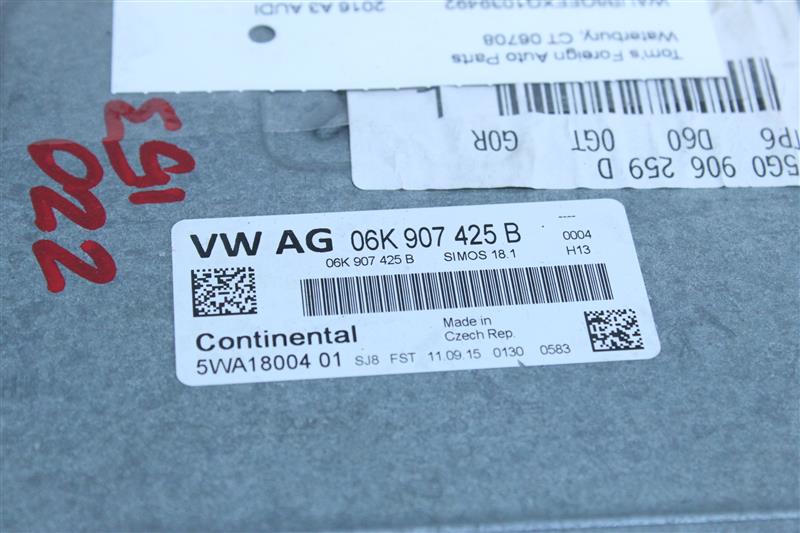 VW AG 06K 907 425 B
06K 907 425 B SIMOS 18.1
0004
H13
Continental
Made in
Czech Rep.
5WA18004 01 SJ8 FST 11.09.15 0130 0583
022
2016 A3 AUDI
Waterbury, CT 06708
Tom's Foreign Auto Parts
5G0 906 259 D
TP6 D60 0GT G0R